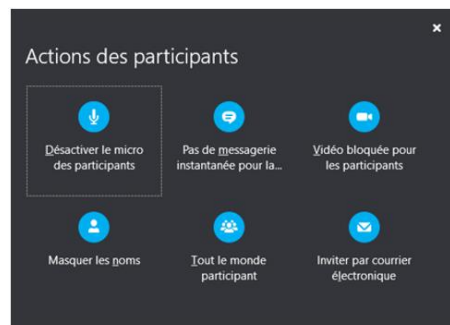 Actions des participants
Désactiver le micro
des participants
Pas de messagerie
instantanée pour la...
Vidéo bloquée pour
les participants
Masquer les noms
Tout le monde
participant
Inviter par courrier
électronique